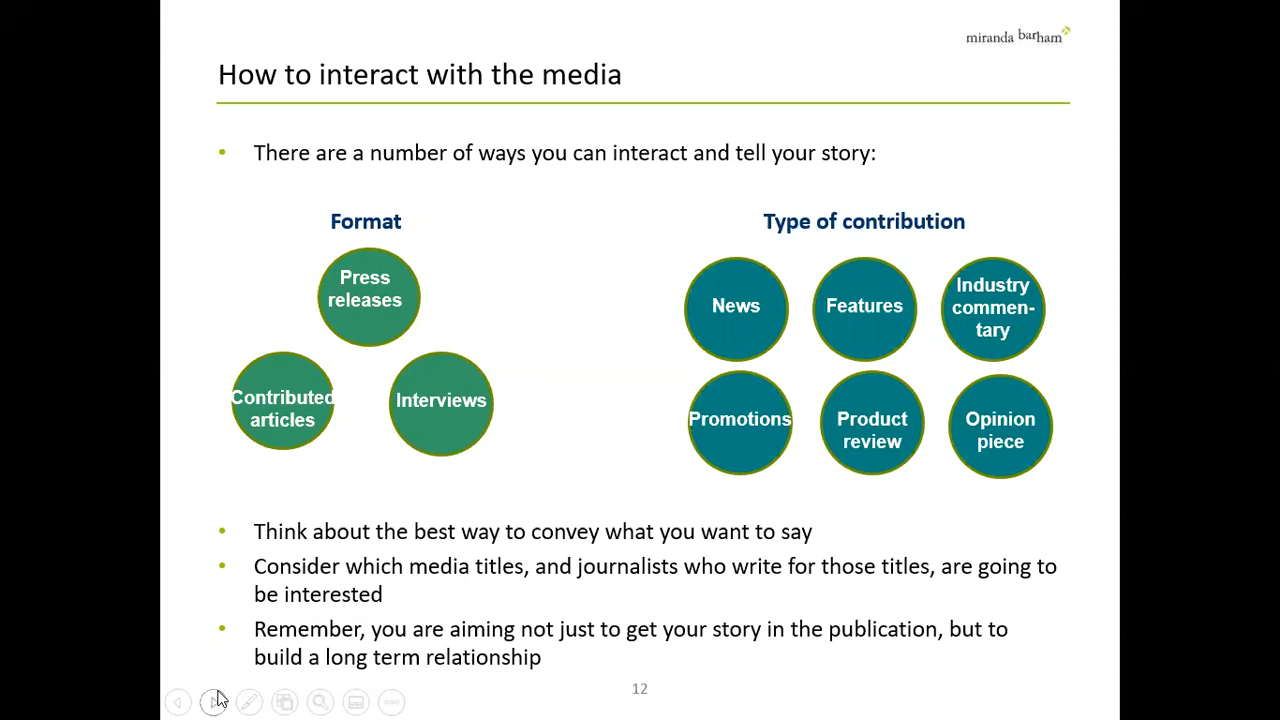 miranda barham
How to interact with the media
• There are a number of ways you can interact and tell your story:
Format
Type of contribution
Press
releases
Contributed
articles
Interviews
News
Features
Industry
commen-
tary
Promotions
Product
review
Opinion
piece
• Think about the best way to convey what you want to say
• Consider which media titles, and journalists who write for those titles, are going to
be interested
• Remember, you are aiming not just to get your story in the publication, but to
build a long term relationship
12